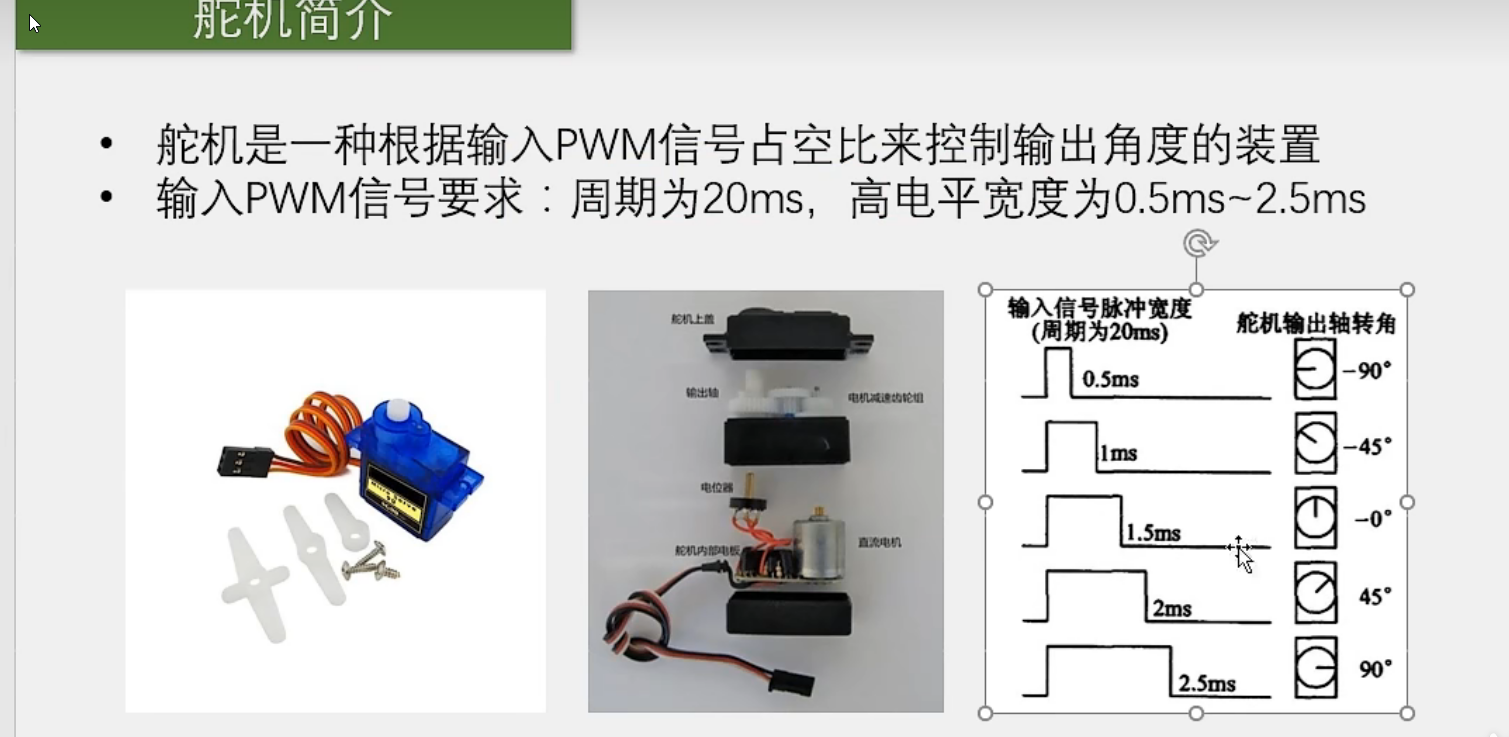 舵机简介
• 舵机是一种根据输入PWM信号占空比来控制输出角度的装置
• 输入PWM信号要求：周期为20ms，高电平宽度为0.5ms~2.5ms
舵机上盖
输出轴
电机减速齿轮组
电位器
舵机内部电板
直流电机
输入信号脉冲宽度
(周期为20ms)
舵机输出轴转角
0.5ms
-90°
1ms
-45°
1.5ms
-0°
2ms
45°
2.5ms
90°